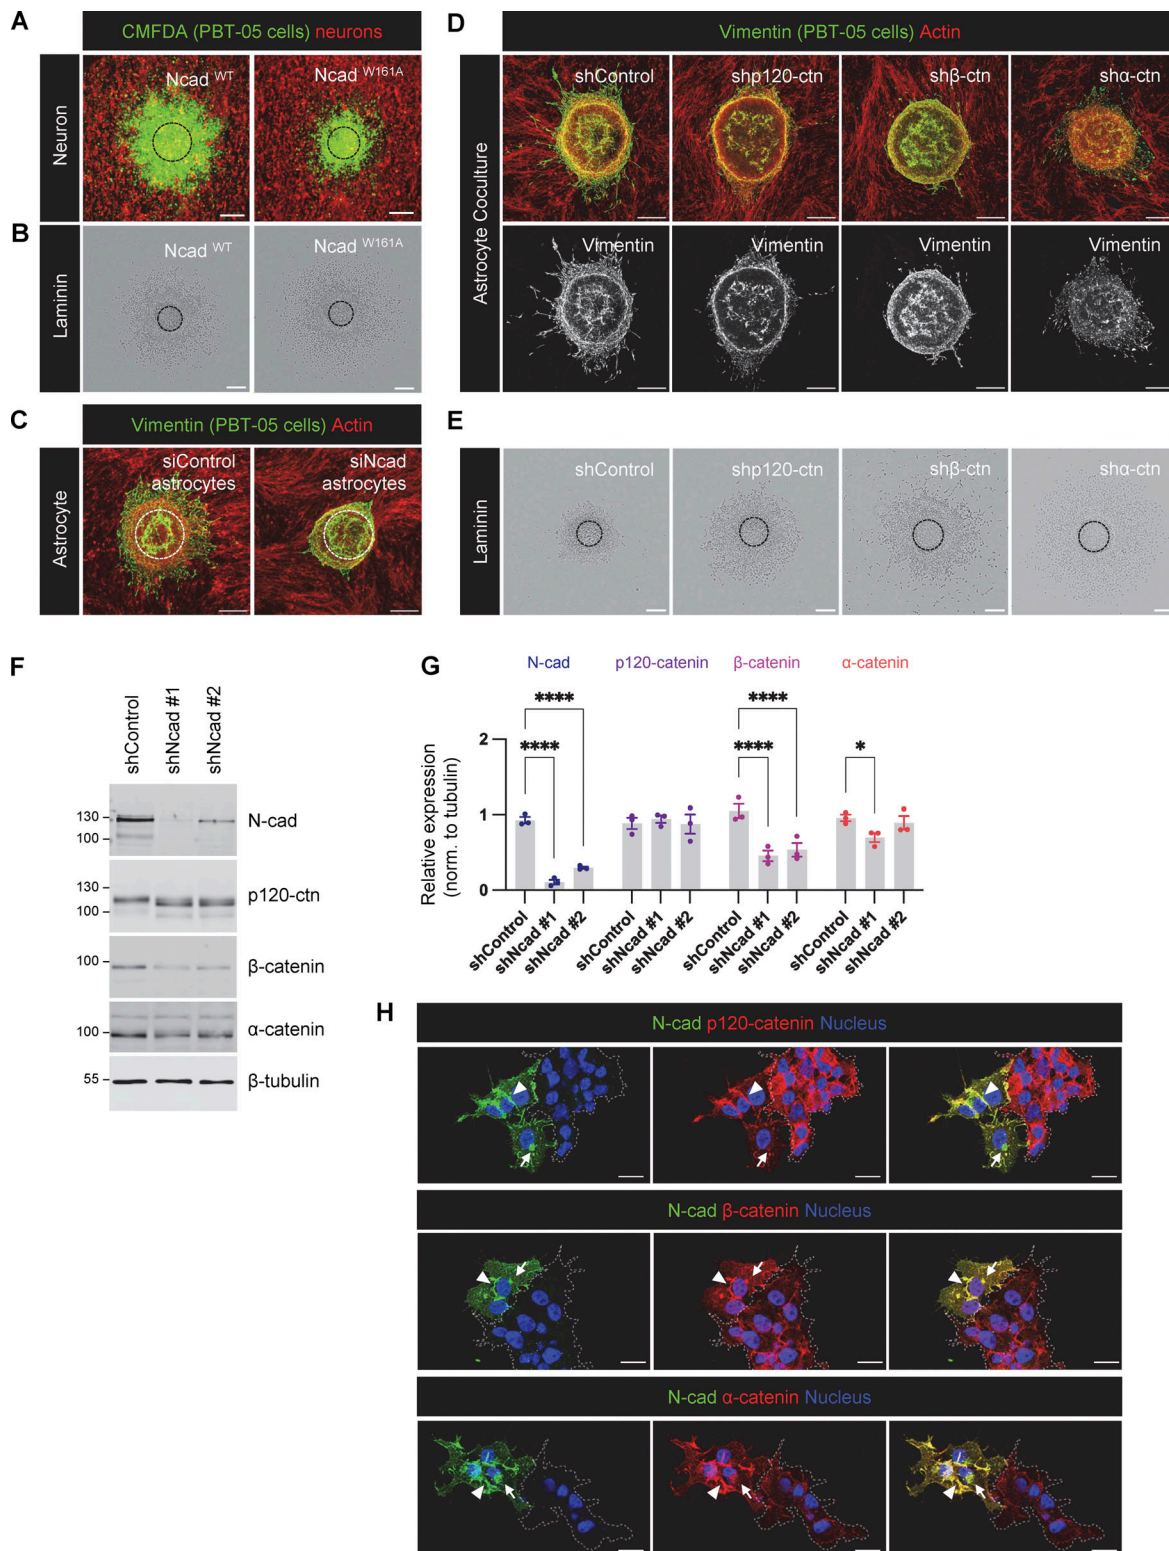 A
CMFDA (PBT-05 cells) neurons
Neuron
Ncad WT
Ncad W161A
B
Laminin
Ncad WT
Ncad W161A
C
Vimentin (PBT-05 cells) Actin
Astrocyte
siControl
astrocytes
siNcad
astrocytes
D
Vimentin (PBT-05 cells) Actin
Astrocyte Coculture
shControl
shp120-ctn
shβ-ctn
shα-ctn
Vimentin
Vimentin
Vimentin
Vimentin
E
Laminin
shControl
shp120-ctn
shβ-ctn
shα-ctn
F
shControl
shNcad #1
shNcad #2
130
100
N-cad
130
100
p120-ctn
100
β-catenin
100
α-catenin
55
β-tubulin
G
N-cad
p120-catenin
β-catenin
α-catenin
Relative expression
(norm. to tubulin)
2
1
0
****
****
****
****
*
shControl
shNcad #1
shNcad #2
shControl
shNcad #1
shNcad #2
shControl
shNcad #1
shNcad #2
shControl
shNcad #1
shNcad #2
H
N-cad p120-catenin Nucleus
N-cad β-catenin Nucleus
N-cad α-catenin Nucleus